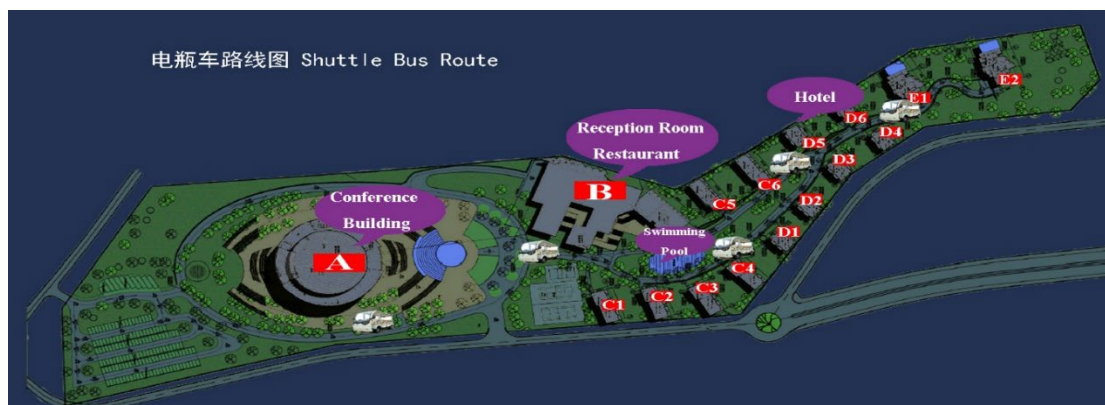 电瓶车路线图 Shuttle Bus Route
Conference
Building
A
Reception Room
Restaurant
B
Swimming
Pool
Hotel
C1
C2
C3
C4
C5
C6
D1
D2
D3
D4
D5
D6
E1
E2